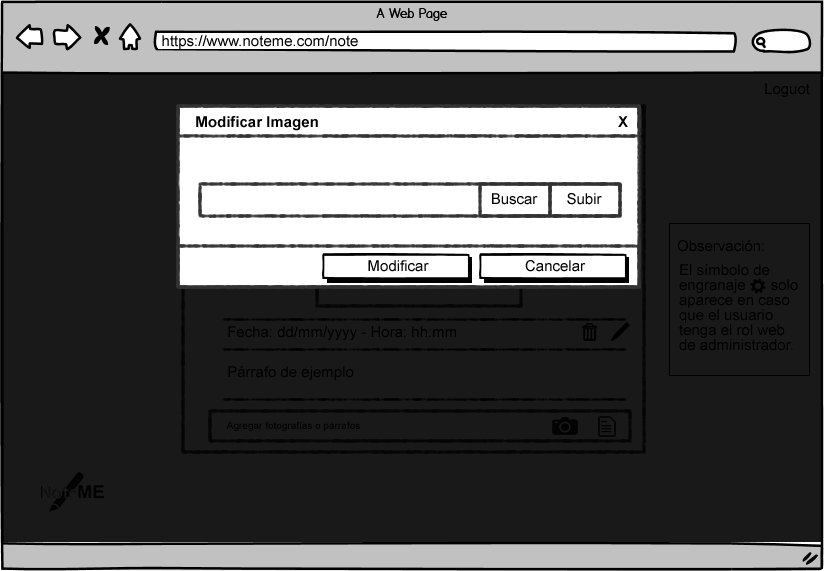 A Web Page
https://www.noteme.com/note
Loguot
Modificar Imagen X
Buscar Subir
Modificar Cancelar
Observación:
El símbolo de
engranaje solo
aparece en caso
que el usuario
tenga el rol web
de administrador.
Fecha: dd/mm/yyyy - Hora: hh:mm
Párrafo de ejemplo
Agregar fotografías o párrafos
NoteME